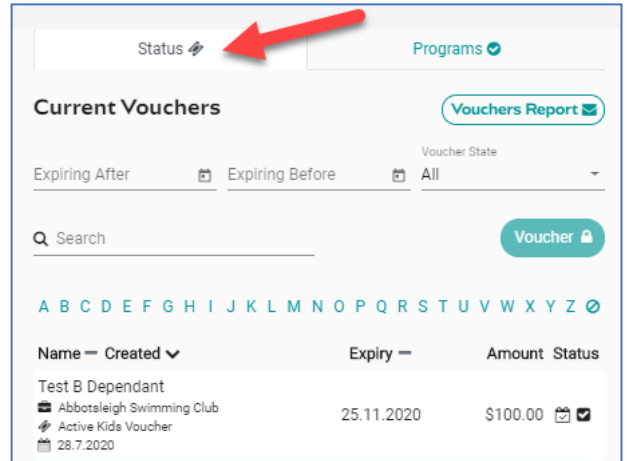 Status Programs
Current Vouchers Vouchers Report
Voucher State
Expiring After Expiring Before All
Search Voucher
A B C D E F G H I J K L M N O P Q R S T U V W X Y Z
Name Created Expiry Amount Status
Test B Dependant
Abbotsleigh Swimming Club
25.11.2020 $100.00
Active Kids Voucher
28.7.2020